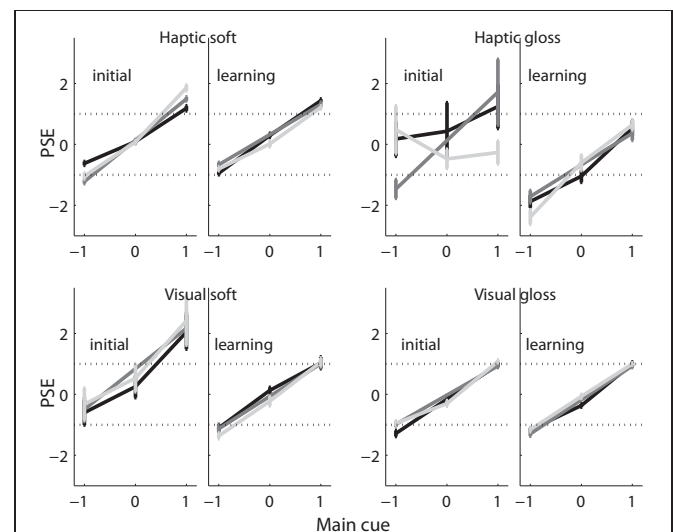 Haptic soft
Haptic gloss
initial
learning
initial
learning
PSE
2
0
−2
2
0
−2
−1 0 1
−1 0 1
−1 0 1
−1 0 1
Visual soft
Visual gloss
initial
learning
initial
learning
PSE
2
0
−2
2
0
−2
−1 0 1
−1 0 1
−1 0 1
−1 0 1
Main cue